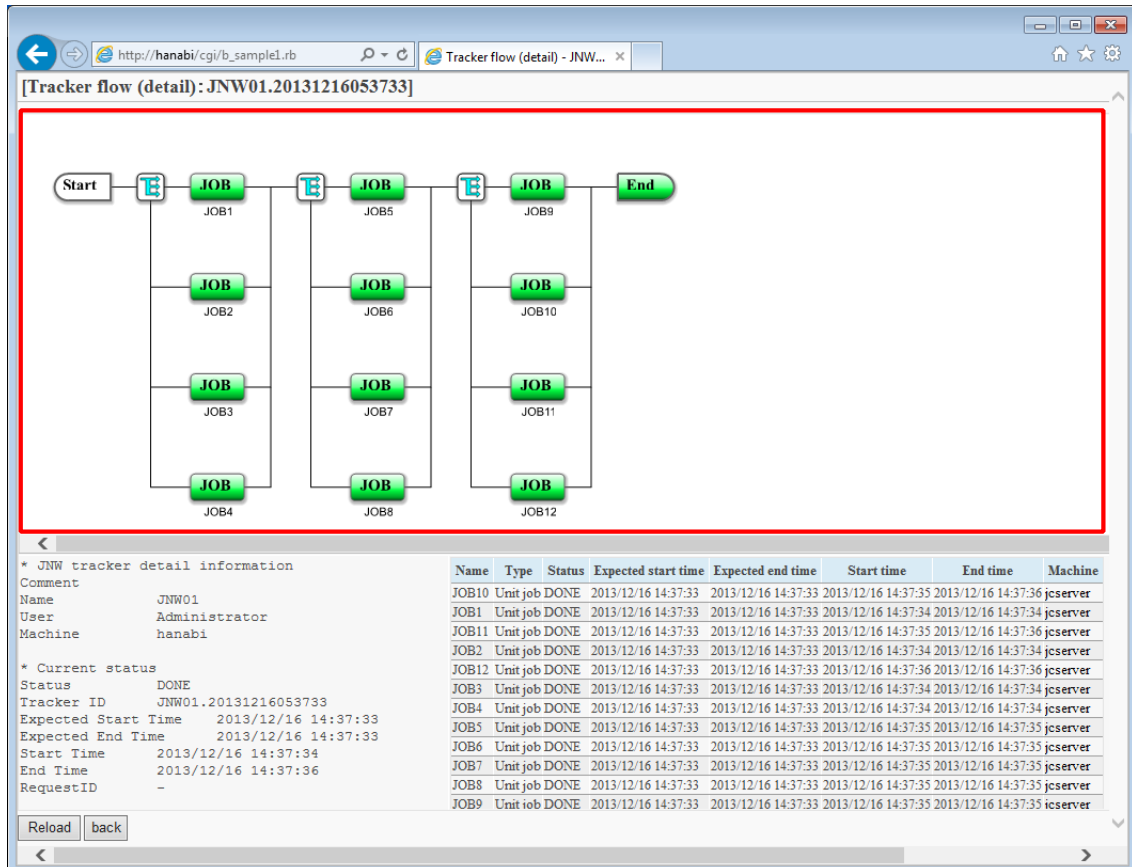 http://hanabi/cgi/b_sample1.rb
Tracker flow (detail) - JNW...
[Tracker flow (detail):JNW01.20131216053733]
Start JOB JOB JOB End
JOB1 JOB5 JOB9
JOB JOB JOB
JOB2 JOB6 JOB10
JOB JOB JOB
JOB3 JOB7 JOB11
JOB JOB JOB
JOB4 JOB8 JOB12
* JNW tracker detail information
Comment
Name JNW01
User Administrator
Machine hanabi
* Current status
Status DONE
Tracker ID JNW01.20131216053733
Expected Start Time 2013/12/16 14:37:33
Expected End Time 2013/12/16 14:37:33
Start Time 2013/12/16 14:37:34
End Time 2013/12/16 14:37:36
RequestID -
Name Type Status Expected start time Expected end time Start time End time Machine
JOB10 Unit job DONE 2013/12/16 14:37:33 2013/12/16 14:37:33 2013/12/16 14:37:35 2013/12/16 14:37:36 jcserver
JOB1 Unit job DONE 2013/12/16 14:37:33 2013/12/16 14:37:33 2013/12/16 14:37:34 2013/12/16 14:37:34 jcserver
JOB11 Unit job DONE 2013/12/16 14:37:33 2013/12/16 14:37:33 2013/12/16 14:37:35 2013/12/16 14:37:36 jcserver
JOB2 Unit job DONE 2013/12/16 14:37:33 2013/12/16 14:37:33 2013/12/16 14:37:34 2013/12/16 14:37:34 jcserver
JOB12 Unit job DONE 2013/12/16 14:37:33 2013/12/16 14:37:33 2013/12/16 14:37:36 2013/12/16 14:37:36 jcserver
JOB3 Unit job DONE 2013/12/16 14:37:33 2013/12/16 14:37:33 2013/12/16 14:37:34 2013/12/16 14:37:34 jcserver
JOB4 Unit job DONE 2013/12/16 14:37:33 2013/12/16 14:37:33 2013/12/16 14:37:34 2013/12/16 14:37:34 jcserver
JOB5 Unit job DONE 2013/12/16 14:37:33 2013/12/16 14:37:33 2013/12/16 14:37:35 2013/12/16 14:37:35 jcserver
JOB6 Unit job DONE 2013/12/16 14:37:33 2013/12/16 14:37:33 2013/12/16 14:37:35 2013/12/16 14:37:35 jcserver
JOB7 Unit job DONE 2013/12/16 14:37:33 2013/12/16 14:37:33 2013/12/16 14:37:35 2013/12/16 14:37:35 jcserver
JOB8 Unit job DONE 2013/12/16 14:37:33 2013/12/16 14:37:33 2013/12/16 14:37:35 2013/12/16 14:37:35 jcserver
JOB9 Unit job DONE 2013/12/16 14:37:33 2013/12/16 14:37:33 2013/12/16 14:37:35 2013/12/16 14:37:35 jcserver
Reload back